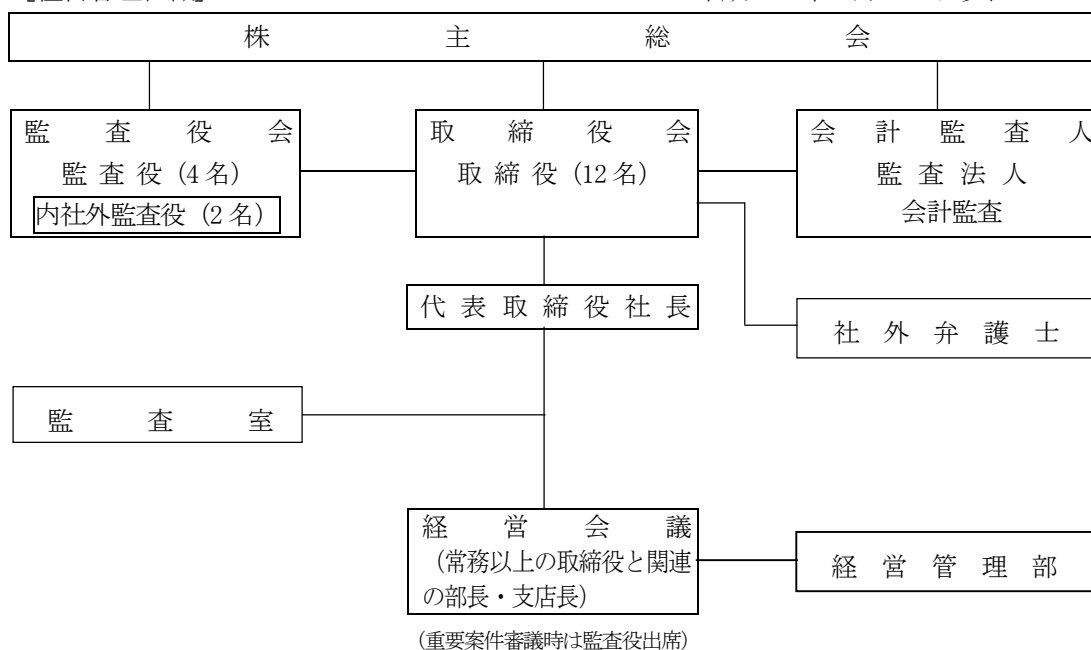 株主総会
監査役会
監査役（4名）
内社外監査役（2名）
取締役会
取締役（12名）
会計監査人
監査法人
会計監査
代表取締役社長
社外弁護士
監査室
経営会議
（常務以上の取締役と関連
の部長・支店長）
経営管理部
（重要案件審議時は監査役出席）